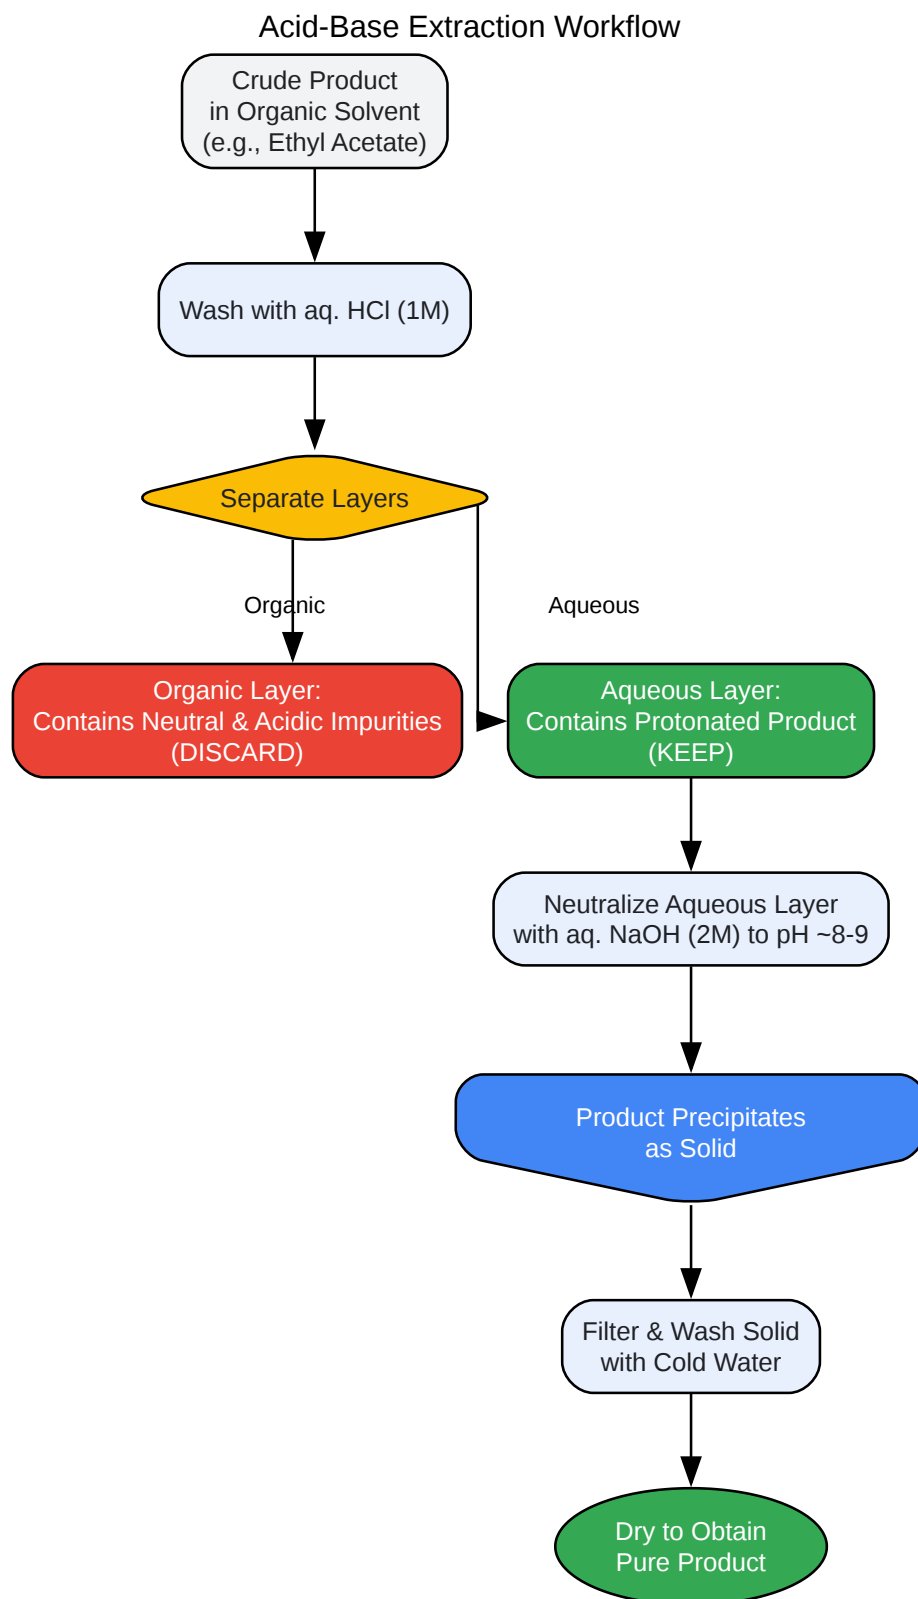 Acid-Base Extraction Workflow
Crude Product
in Organic Solvent
(e.g., Ethyl Acetate)
Wash with aq. HCl (1M)
Separate Layers
Organic
Aqueous
Organic Layer:
Contains Neutral & Acidic Impurities
(DISCARD)
Aqueous Layer:
Contains Protonated Product
(KEEP)
Neutralize Aqueous Layer
with aq. NaOH (2M) to pH ~8-9
Product Precipitates
as Solid
Filter & Wash Solid
with Cold Water
Dry to Obtain
Pure Product